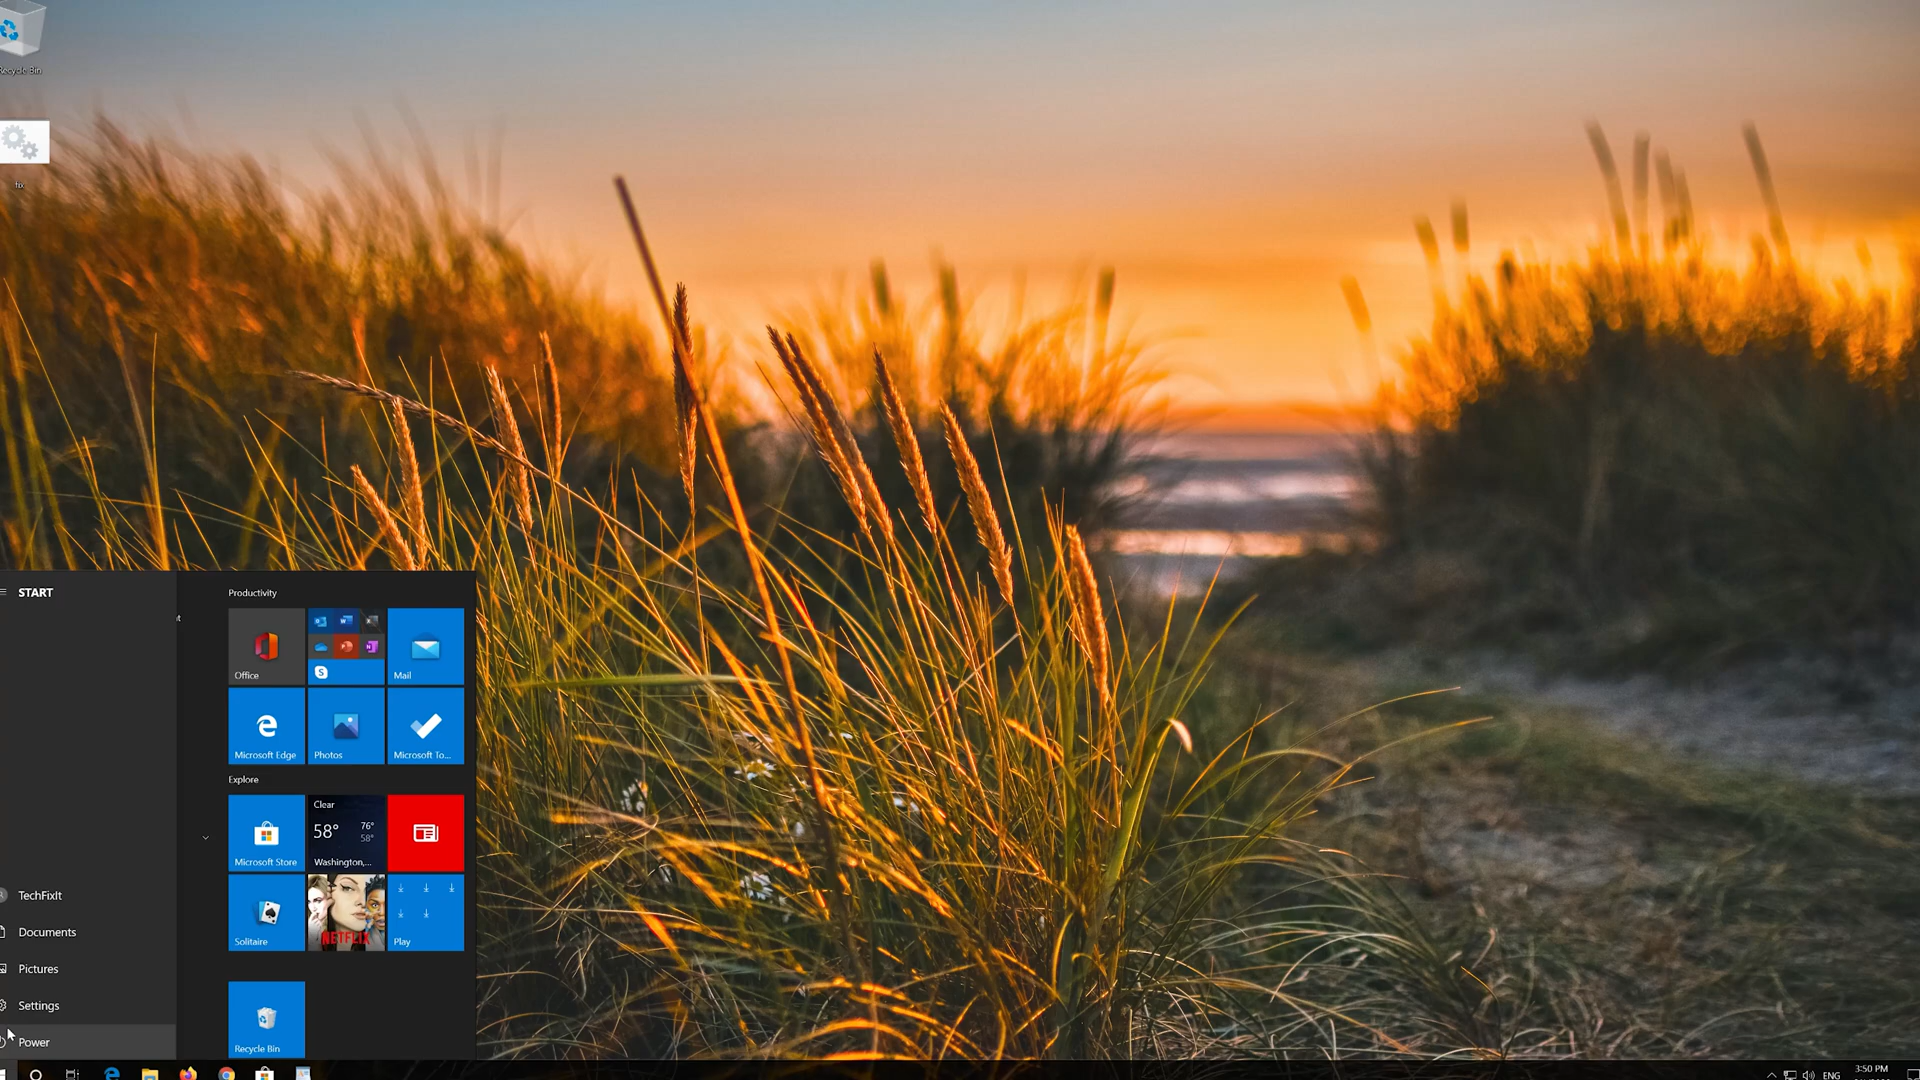 Recycle Bin
fix
START
Productivity
Office
Mail
Microsoft Edge
Photos
Microsoft To...
Explore
Microsoft Store
Clear
58°
76°
58°
Washington,...
Solitaire
NETFLIX
Play
TechFixIt
Documents
Pictures
Settings
Power
Recycle Bin
ENG
3:50 PM